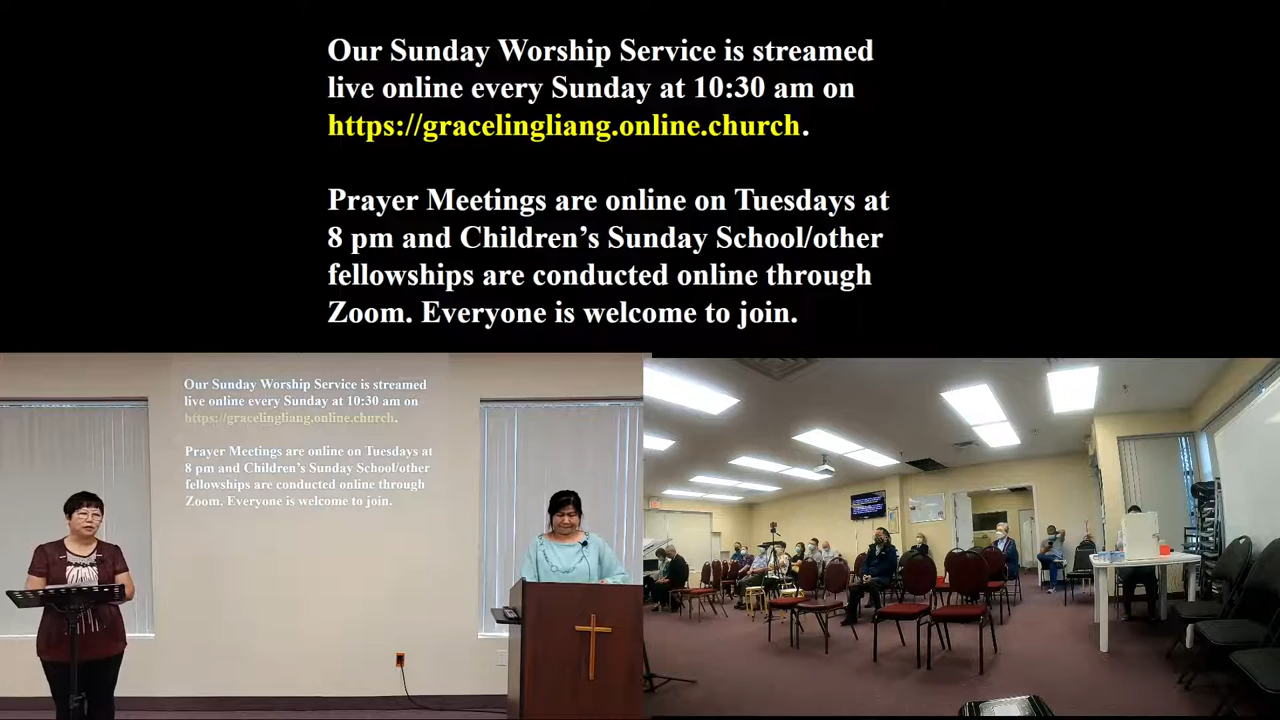 Our Sunday Worship Service is streamed
live online every Sunday at 10:30 am on
https://gracelingliang.online.church.
Prayer Meetings are online on Tuesdays at
8 pm and Children’s Sunday School/other
fellowships are conducted online through
Zoom. Everyone is welcome to join.
Our Sunday Worship Service is streamed
live online every Sunday at 10:30 am on
https://gracelingliang.online.church.
Prayer Meetings are online on Tuesdays at
8 pm and Children’s Sunday School/other
fellowships are conducted online through
Zoom. Everyone is welcome to join.